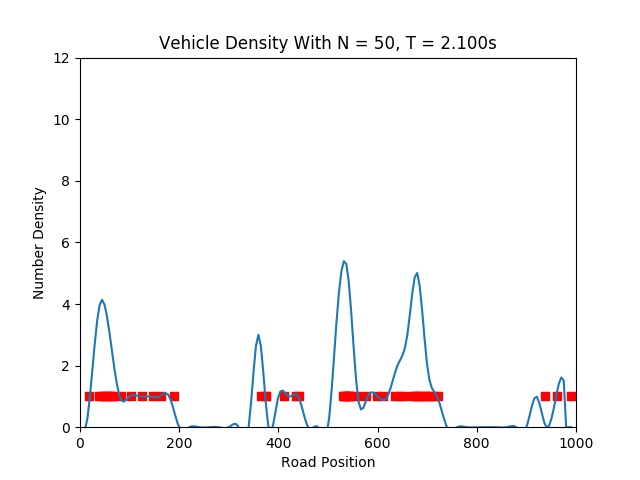 Vehicle Density With N = 50, T = 2.100s
12
10
8
6
4
2
0
Number Density
0 200 400 600 800 1000
Road Position